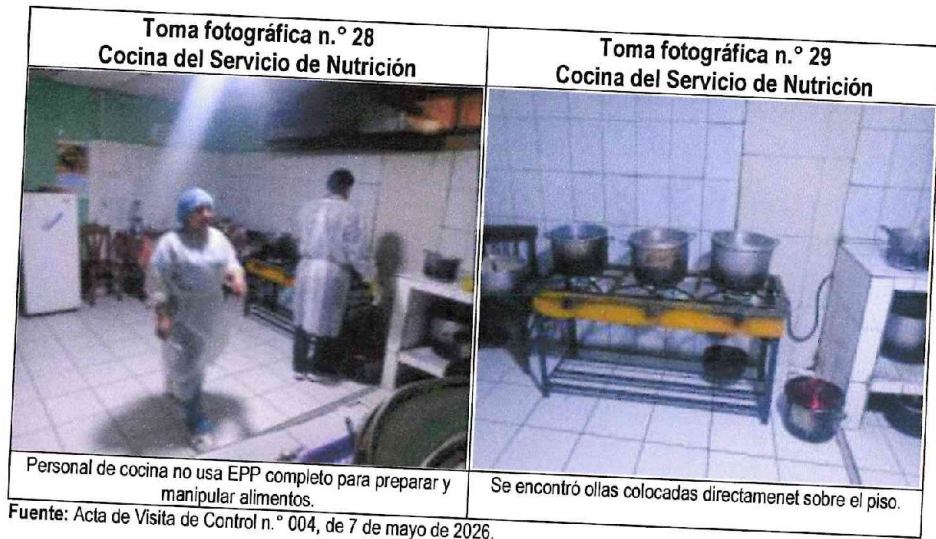 Toma fotográfica n.° 28
Cocina del Servicio de Nutrición
Toma fotográfica n.° 29
Cocina del Servicio de Nutrición
Personal de cocina no usa EPP completo para preparar y
manipular alimentos.
Se encontró ollas colocadas directamenet sobre el piso.
Fuente: Acta de Visita de Control n.° 004, de 7 de mayo de 2026.